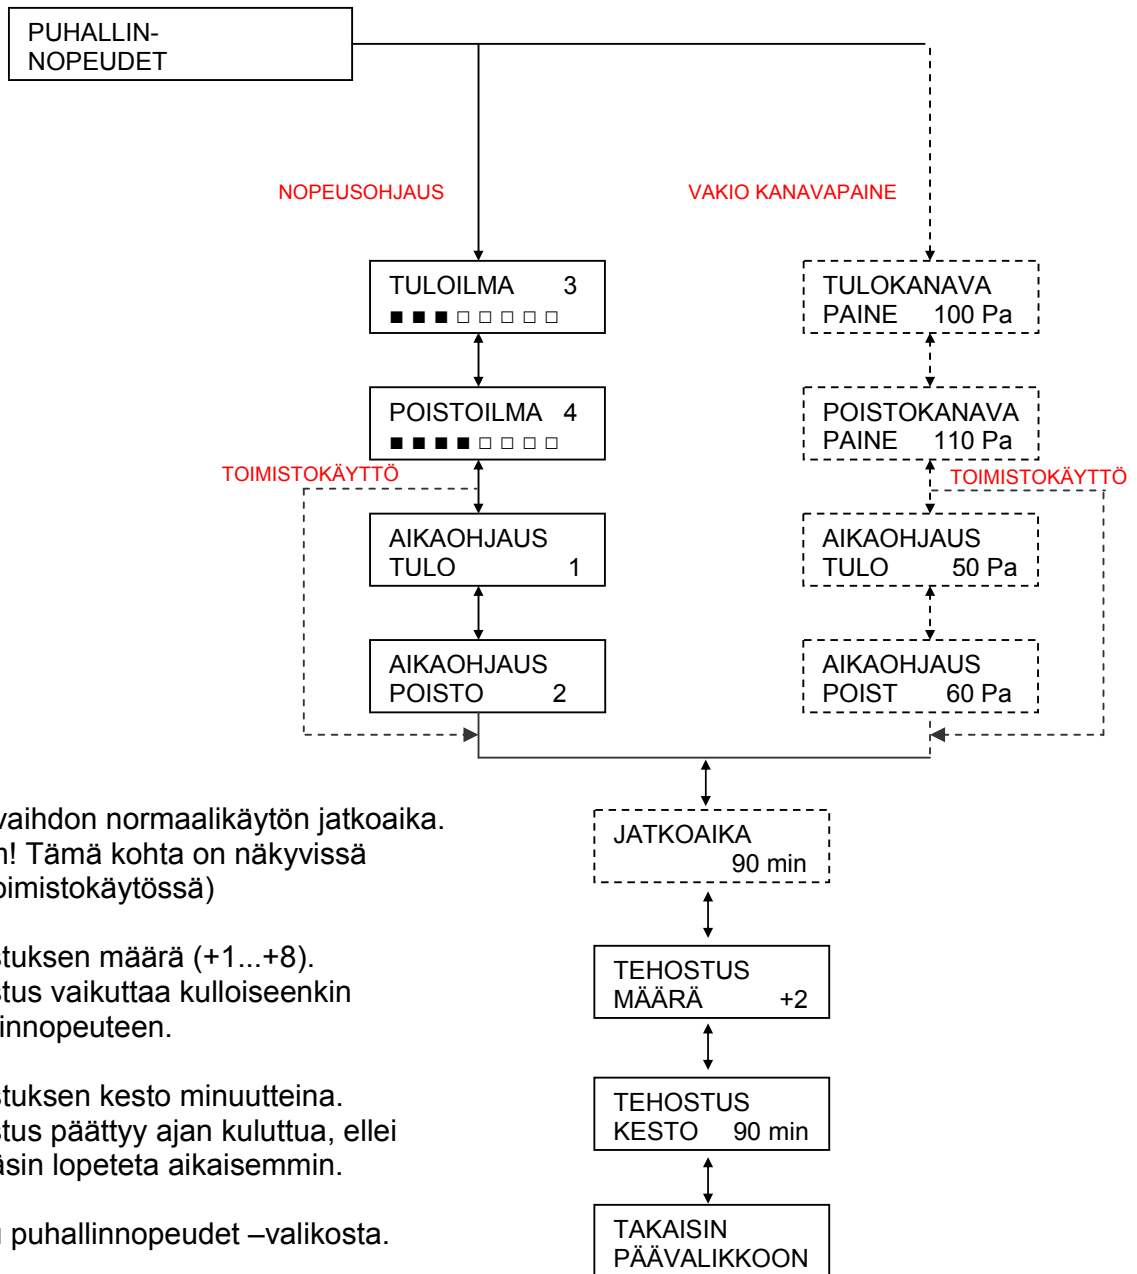 PUHALLIN-
NOPEUDET
NOPEUSOHJAUS
VAKIO KANAVAPAINE
TULOILMA 3
■ ■ ■ □ □ □ □ □
TULOKANAVA
PAINE 100 Pa
POISTOILMA 4
■ ■ ■ ■ □ □ □ □
POISTOKANAVA
PAINE 110 Pa
TOIMISTOKÄYTTÖ
TOIMISTOKÄYTTÖ
AIKAOHJAUS
TULO 1
AIKAOHJAUS
TULO 50 Pa
AIKAOHJAUS
POISTO 2
AIKAOHJAUS
POIST 60 Pa
vaihdon normaalikäytön jatkoaika.
! Tämä kohta on näkyvissä
oimistokäytössä)
JATKOAIKA
90 min
stuksen määrä (+1...+8).
stus vaikuttaa kulloiseenkin
innopeuteen.
TEHOSTUS
MÄÄRÄ +2
stuksen kesto minuutteina.
stus päättyy ajan kuluttua, ellei
äsin lopeteta aikaisemmin.
TEHOSTUS
KESTO 90 min
puhallinnopeudet –valikosta.
TAKAISIN
PÄÄVALIKKOON